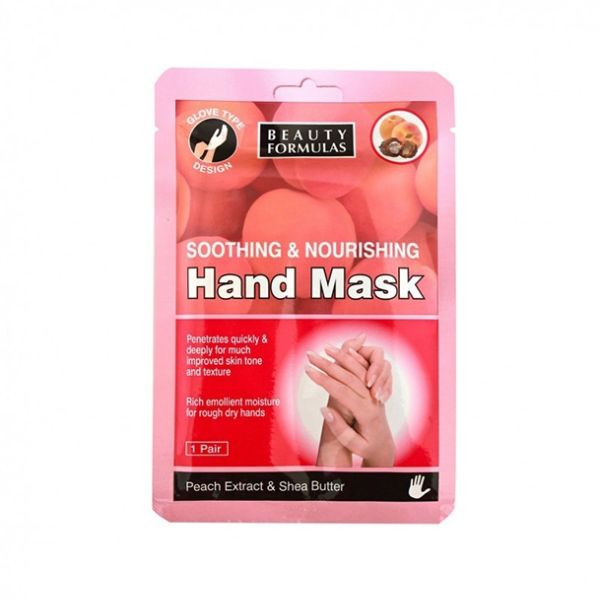 GLOVE TYPE
DESIGN
BEAUTY
FORMULAS
SOOTHING & NOURISHING
Hand Mask
Penetrates quickly &
deeply for much
improved skin tone
and texture
Rich emollient moisture
for rough dry hands
1 Pair
Peach Extract & Shea Butter